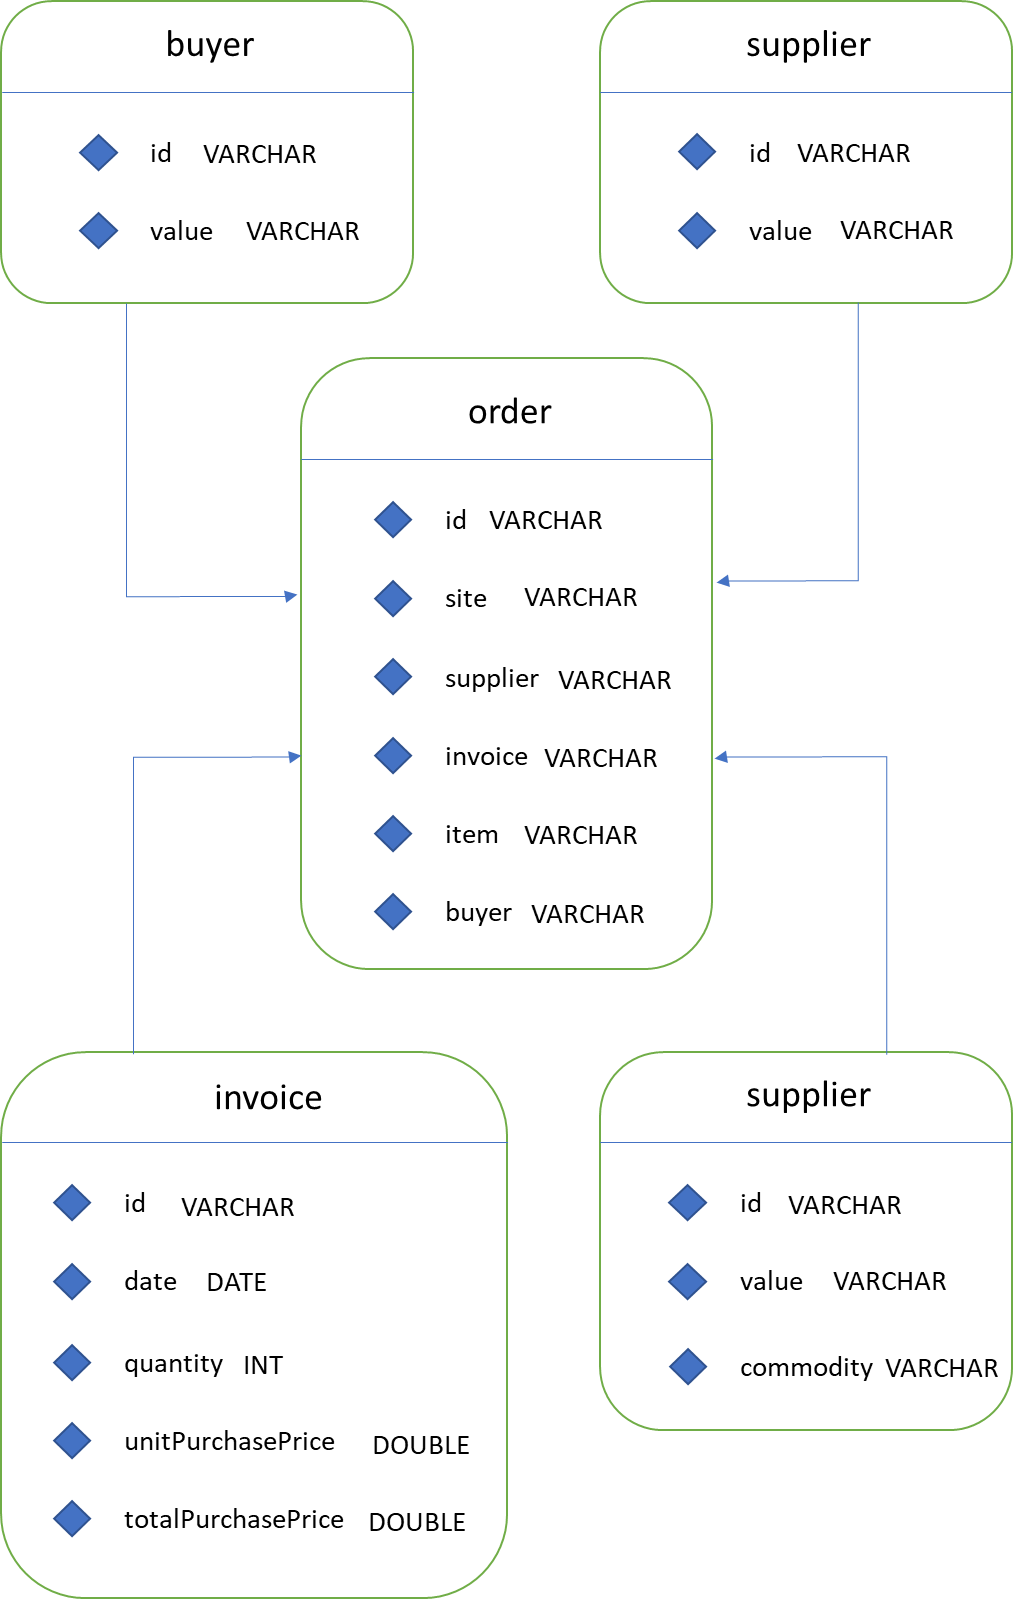 buyer
id VARCHAR
value VARCHAR
supplier
id VARCHAR
value VARCHAR
order
id VARCHAR
site VARCHAR
supplier VARCHAR
invoice VARCHAR
item VARCHAR
buyer VARCHAR
invoice
id VARCHAR
date DATE
quantity INT
unitPurchasePrice DOUBLE
totalPurchasePrice DOUBLE
supplier
id VARCHAR
value VARCHAR
commodity VARCHAR